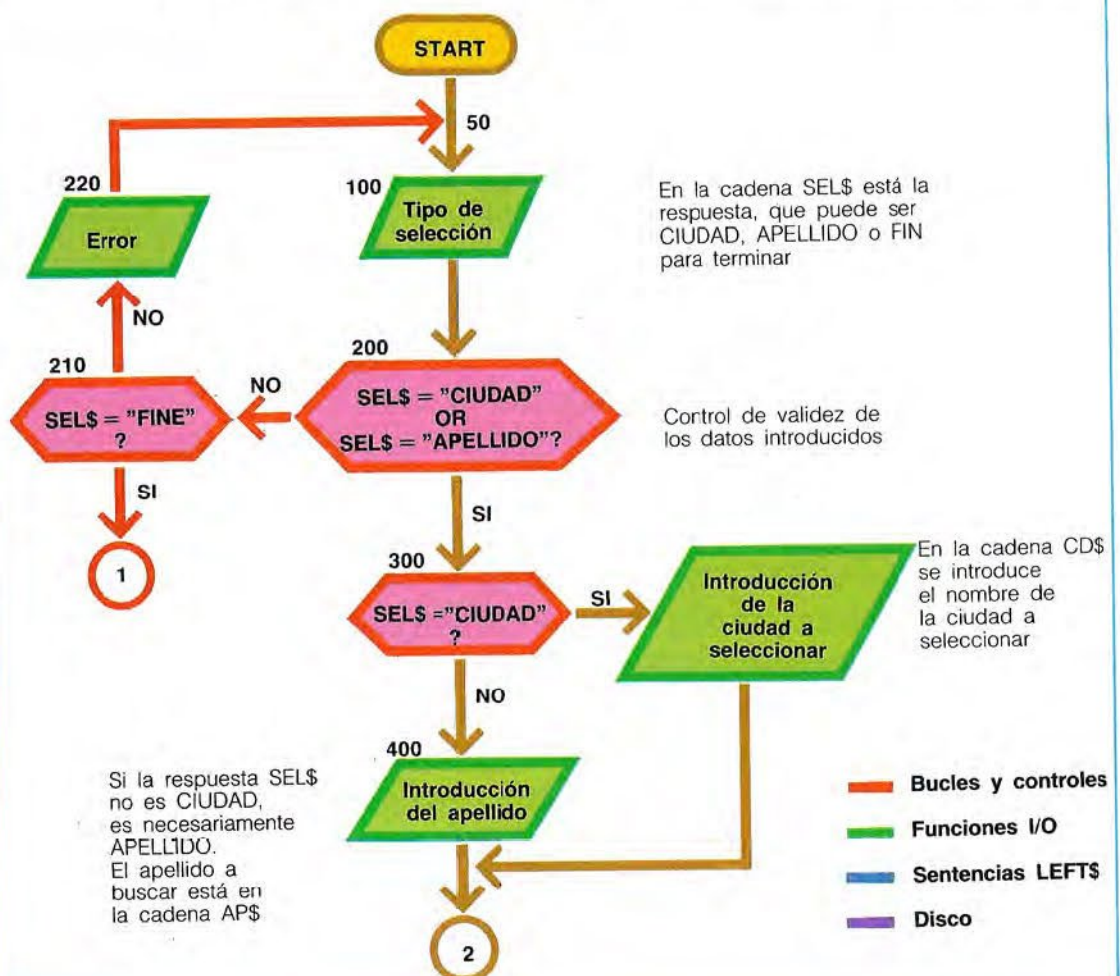 START
50
220
100
Error
Tipo de
selección
En la cadena SEL$ está la
respuesta, que puede ser
CIUDAD, APELLIDO o FIN
para terminar
NO
210
200
SEL$ = "FINE"
?
NO
SEL$ = "CIUDAD"
OR
SEL$ = "APELLIDO"?
Control de validez de
los datos introducidos
SI
SI
1
300
SEL$ ="CIUDAD"
?
SI
Introducción
de la
ciudad a
seleccionar
En la cadena CD$
se introduce
el nombre de
la ciudad a
seleccionar
NO
400
Introducción
del apellido
Si la respuesta SEL$
no es CIUDAD,
es necesariamente
APELLIDO.
El apellido a
buscar está en
la cadena AP$
2
Bucles y controles
Funciones I/O
Sentencias LEFT$
Disco